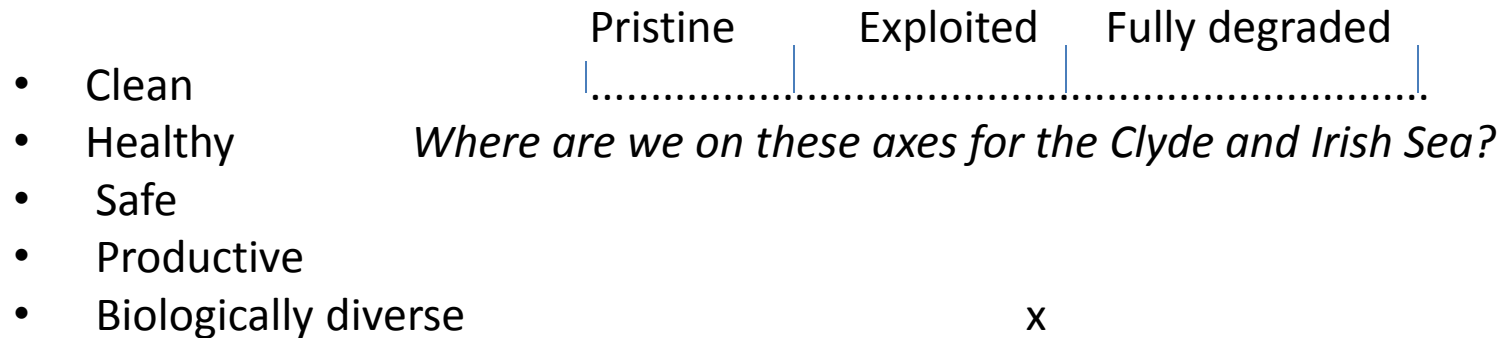 Pristine Exploited Fully degraded
• Clean ......................................................................
• Healthy Where are we on these axes for the Clyde and Irish Sea?
• Safe
• Productive
• Biologically diverse x